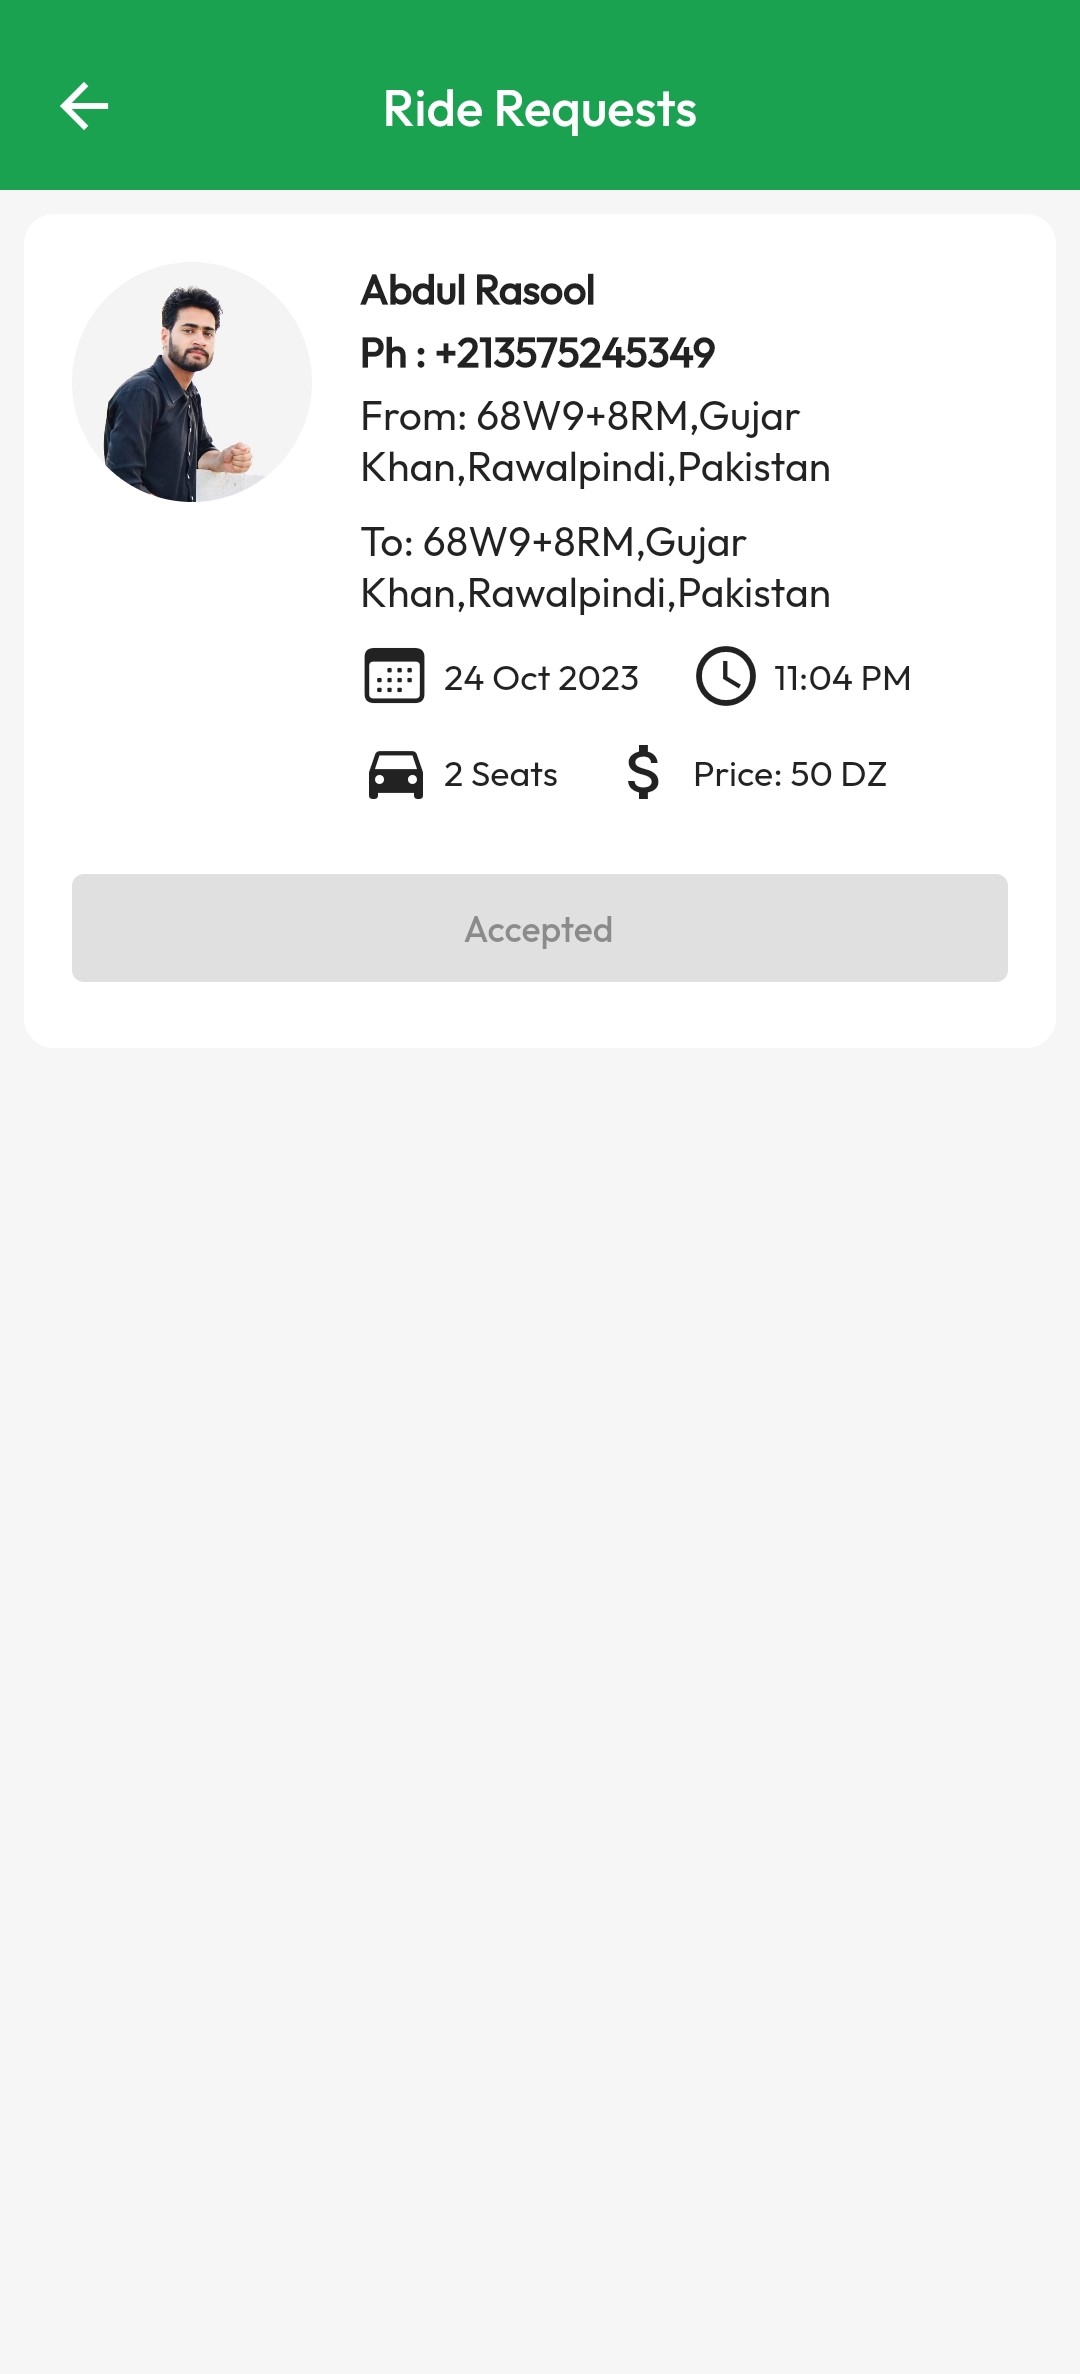 Ride Requests
Abdul Rasool
Ph : +213575245349
From: 68W9+8RM,Gujar
Khan,Rawalpindi,Pakistan
To: 68W9+8RM,Gujar
Khan,Rawalpindi,Pakistan
24 Oct 2023 11:04 PM
2 Seats $ Price: 50 DZ
Accepted